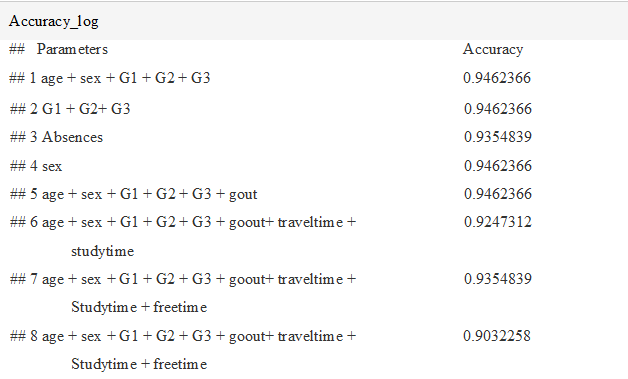 Accuracy_log
## Parameters Accuracy
## 1 age + sex + G1 + G2 + G3 0.9462366
## 2 G1 + G2+ G3 0.9462366
## 3 Absences 0.9354839
## 4 sex 0.9462366
## 5 age + sex + G1 + G2 + G3 + gout 0.9462366
## 6 age + sex + G1 + G2 + G3 + goout+ traveltime + 0.9247312
studytime
## 7 age + sex + G1 + G2 + G3 + goout+ traveltime + 0.9354839
Studytime + freetime
## 8 age + sex + G1 + G2 + G3 + goout+ traveltime + 0.9032258
Studytime + freetime